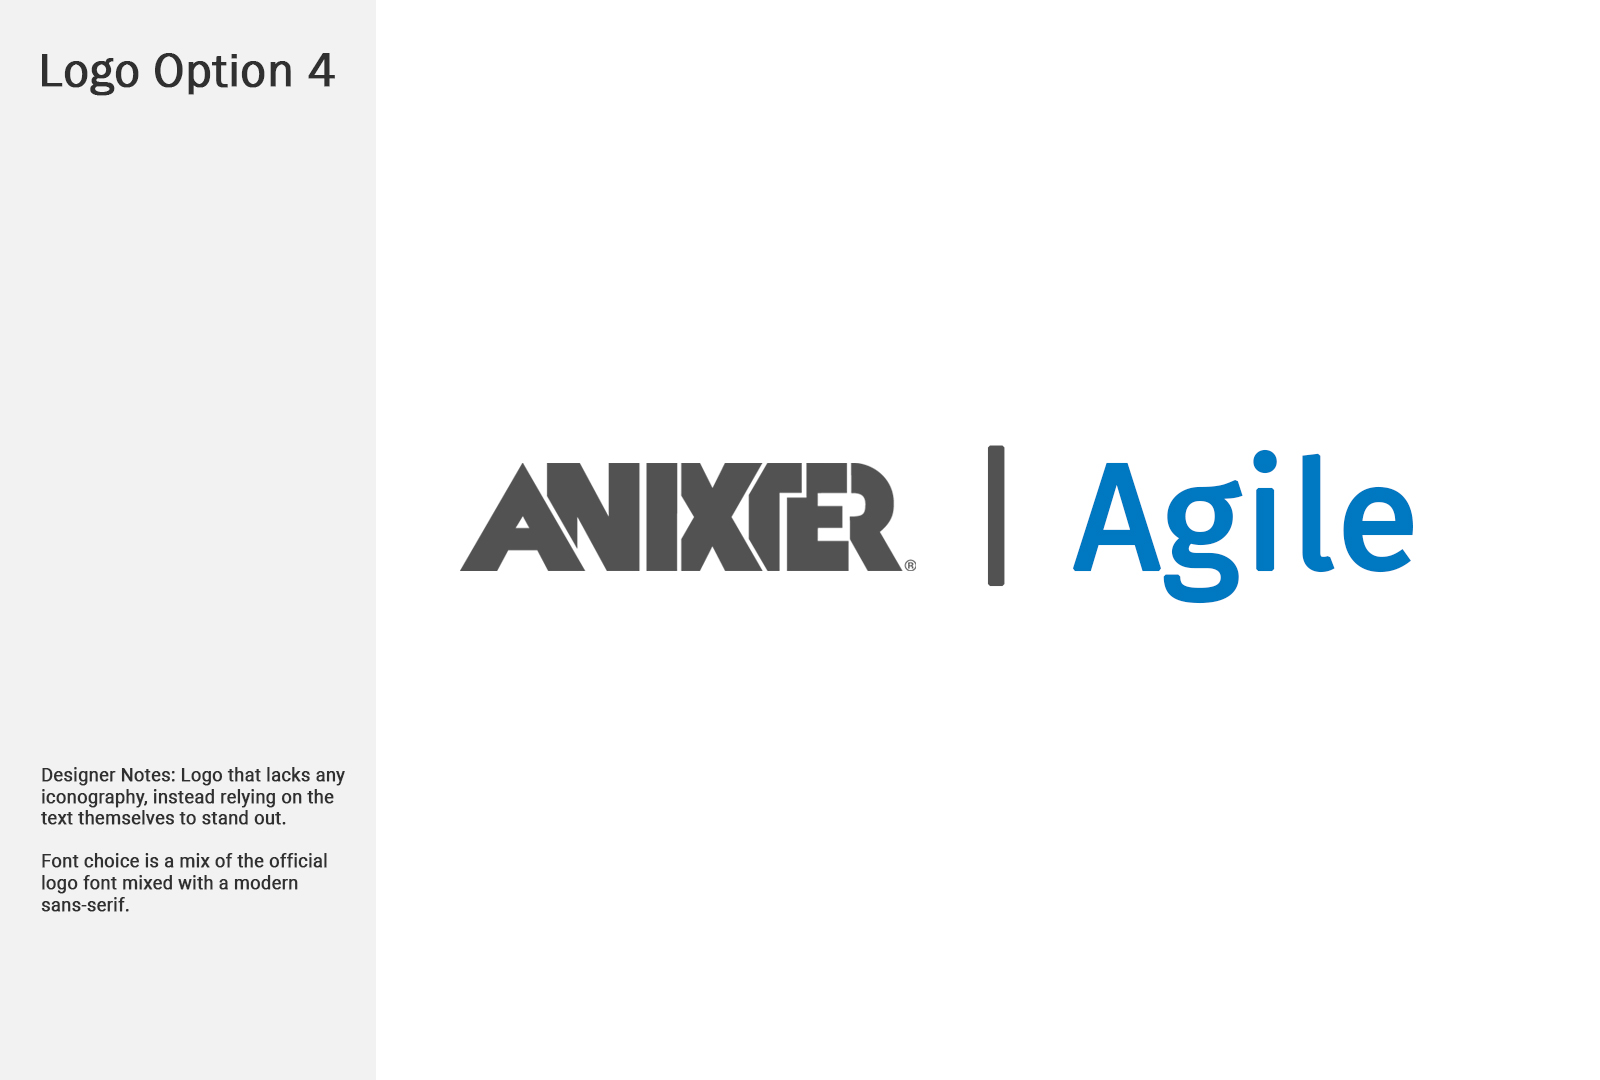 Logo Option 4
ANIXTER®
| Agile
Designer Notes: Logo that lacks any
iconography, instead relying on the
text themselves to stand out.
Font choice is a mix of the official
logo font mixed with a modern
sans-serif.